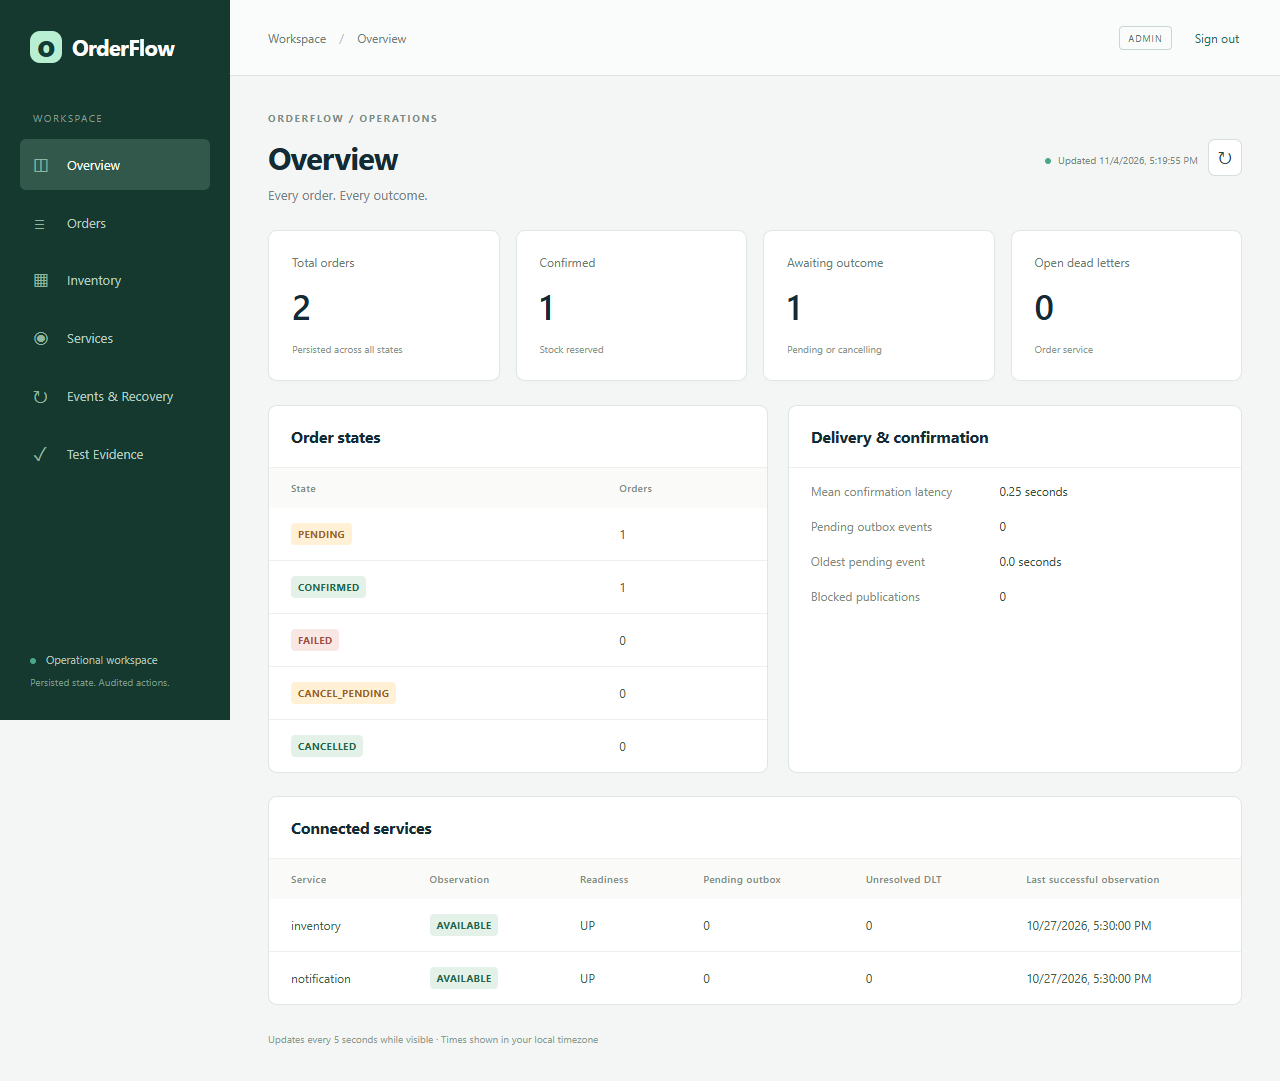 OrderFlow
WORKSPACE
Overview
Orders
Inventory
Services
Events & Recovery
Test Evidence
Operational workspace
Persisted state. Audited actions.
Workspace / Overview
ADMIN
Sign out
ORDERFLOW / OPERATIONS
Overview
Every order. Every outcome.
Updated 11/4/2026, 5:19:55 PM
Total orders
2
Persisted across all states
Confirmed
1
Stock reserved
Awaiting outcome
1
Pending or cancelling
Open dead letters
0
Order service
Order states
State Orders
PENDING 1
CONFIRMED 1
FAILED 0
CANCEL_PENDING 0
CANCELLED 0
Delivery & confirmation
Mean confirmation latency 0.25 seconds
Pending outbox events 0
Oldest pending event 0.0 seconds
Blocked publications 0
Connected services
Service Observation Readiness Pending outbox Unresolved DLT Last successful observation
inventory AVAILABLE UP 0 0 10/27/2026, 5:30:00 PM
notification AVAILABLE UP 0 0 10/27/2026, 5:30:00 PM
Updates every 5 seconds while visible · Times shown in your local timezone